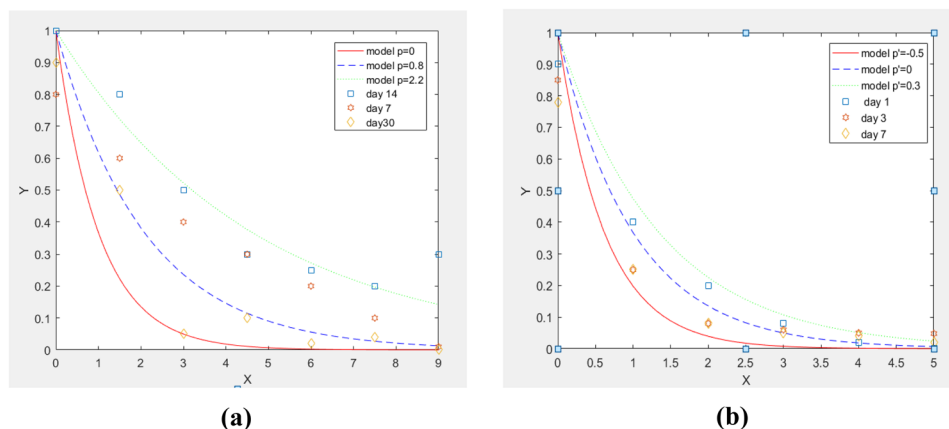 1
0.9
0.8
0.7
0.6
0.5
0.4
0.3
0.2
0.1
0
Y
model p=0
model p=0.8
model p=2.2
day 14
day 7
day30
0 1 2 3 4 5 6 7 8 9
X
(a)
1
0.9
0.8
0.7
0.6
0.5
0.4
0.3
0.2
0.1
0
Y
model p'=-0.5
model p'=0
model p'=0.3
day 1
day 3
day 7
0 0.5 1 1.5 2 2.5 3 3.5 4 4.5 5
X
(b)